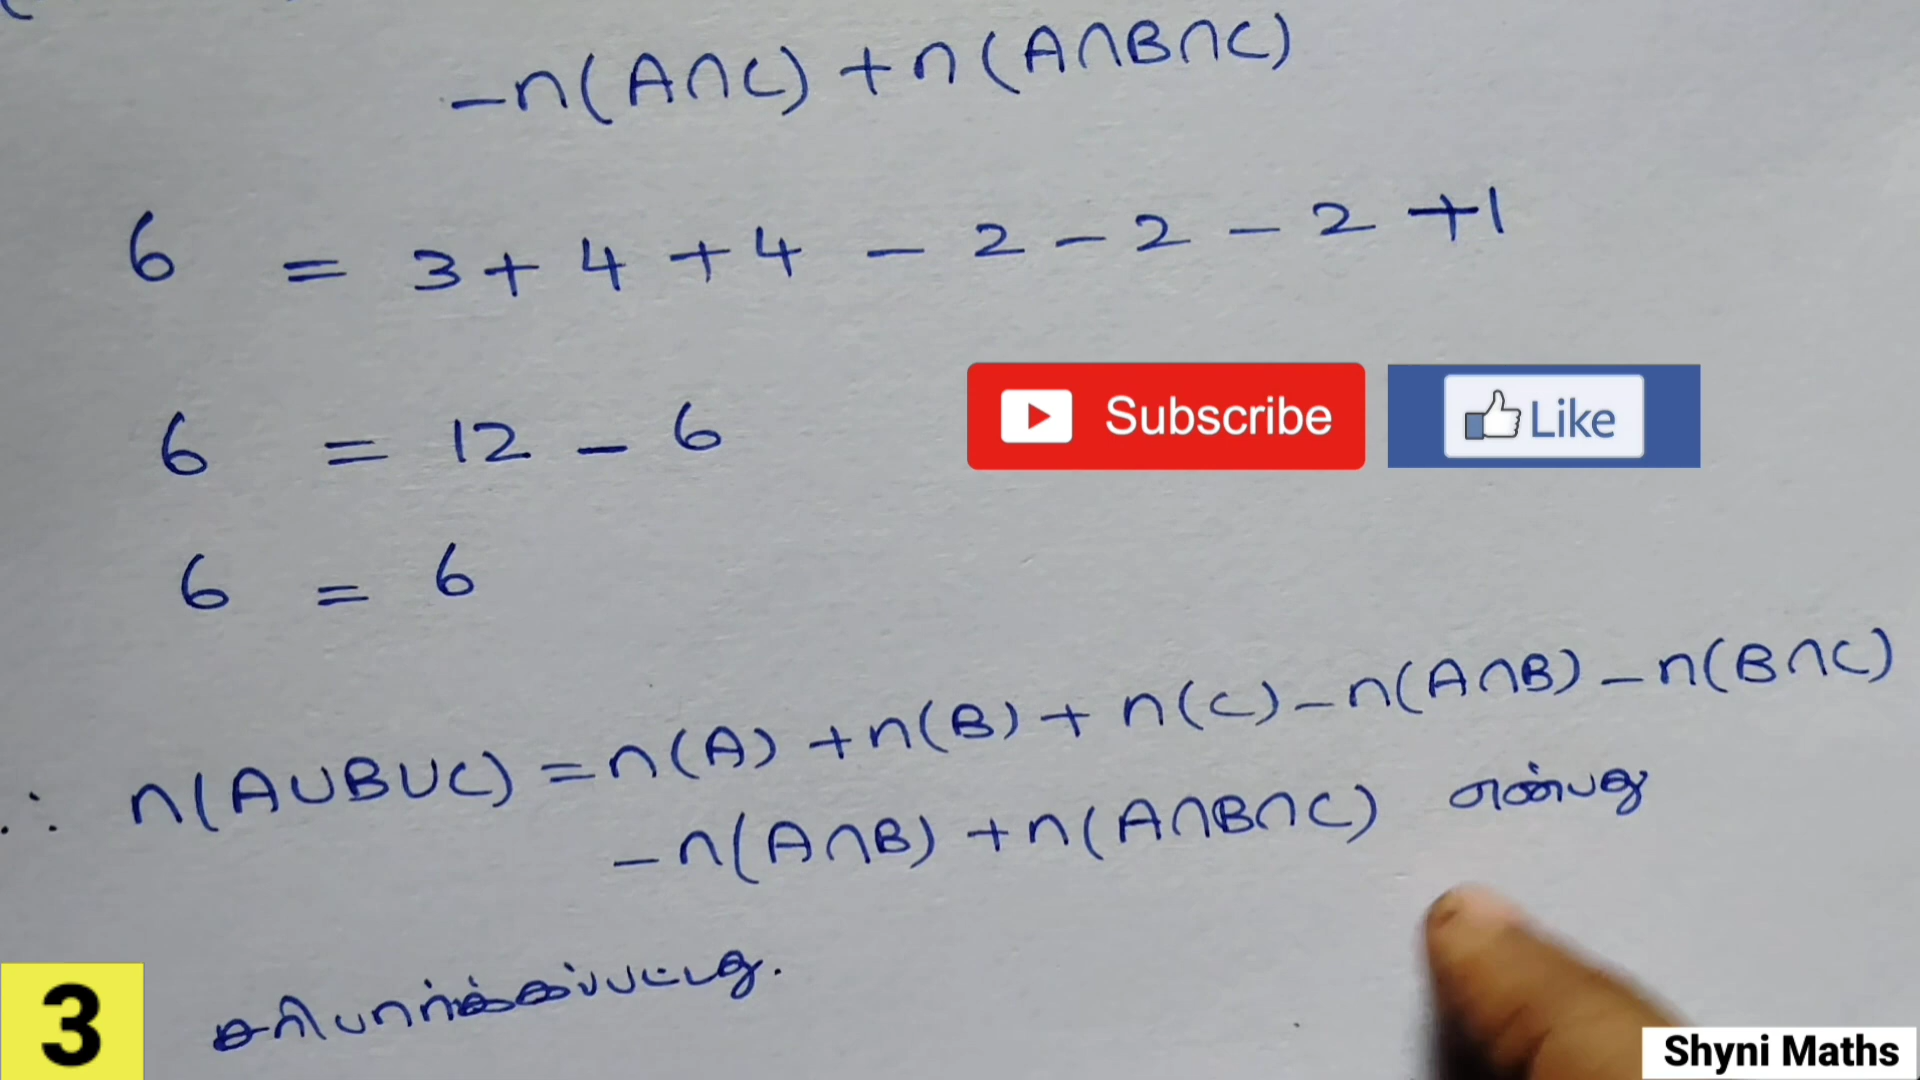 -n(A∩C) +n(A∩B∩C)
6 = 3+4+4 - 2 - 2 - 2 +1
6 = 12 - 6
Subscribe
Like
6 = 6
∴ n(A∪B∪C) =n(A) +n(B)+ n(C)-n(A∩B) -n(B∩C)
-n(A∩B) +n(A∩B∩C) என்பது
சரிபார்க்கப்பட்டது.
3
Shyni Maths